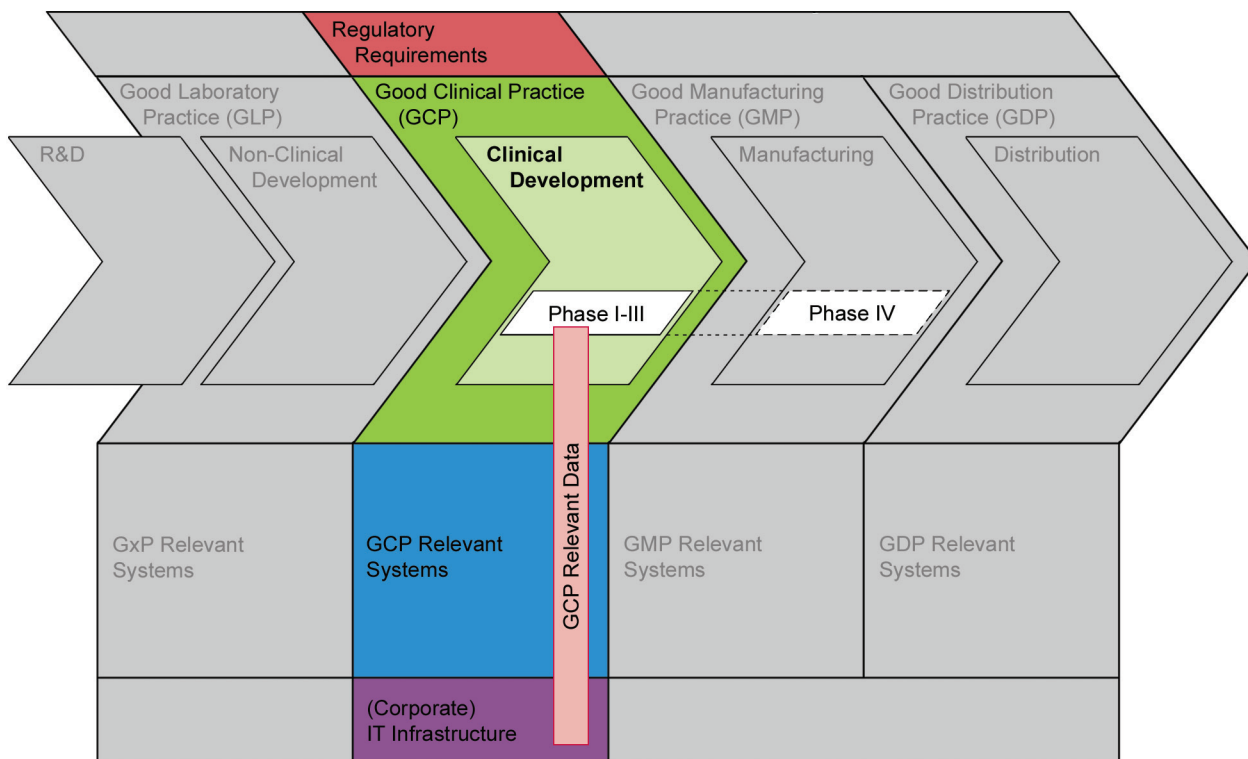 Regulatory
Requirements
Good Laboratory
Practice (GLP)
Good Clinical Practice
(GCP)
Good Manufacturing
Practice (GMP)
Good Distribution
Practice (GDP)
R&D
Non-Clinical
Development
Clinical
Development
Manufacturing
Distribution
Phase I-III
Phase IV
GCP Relevant Data
GxP Relevant
Systems
GCP Relevant
Systems
GMP Relevant
Systems
GDP Relevant
Systems
(Corporate)
IT Infrastructure